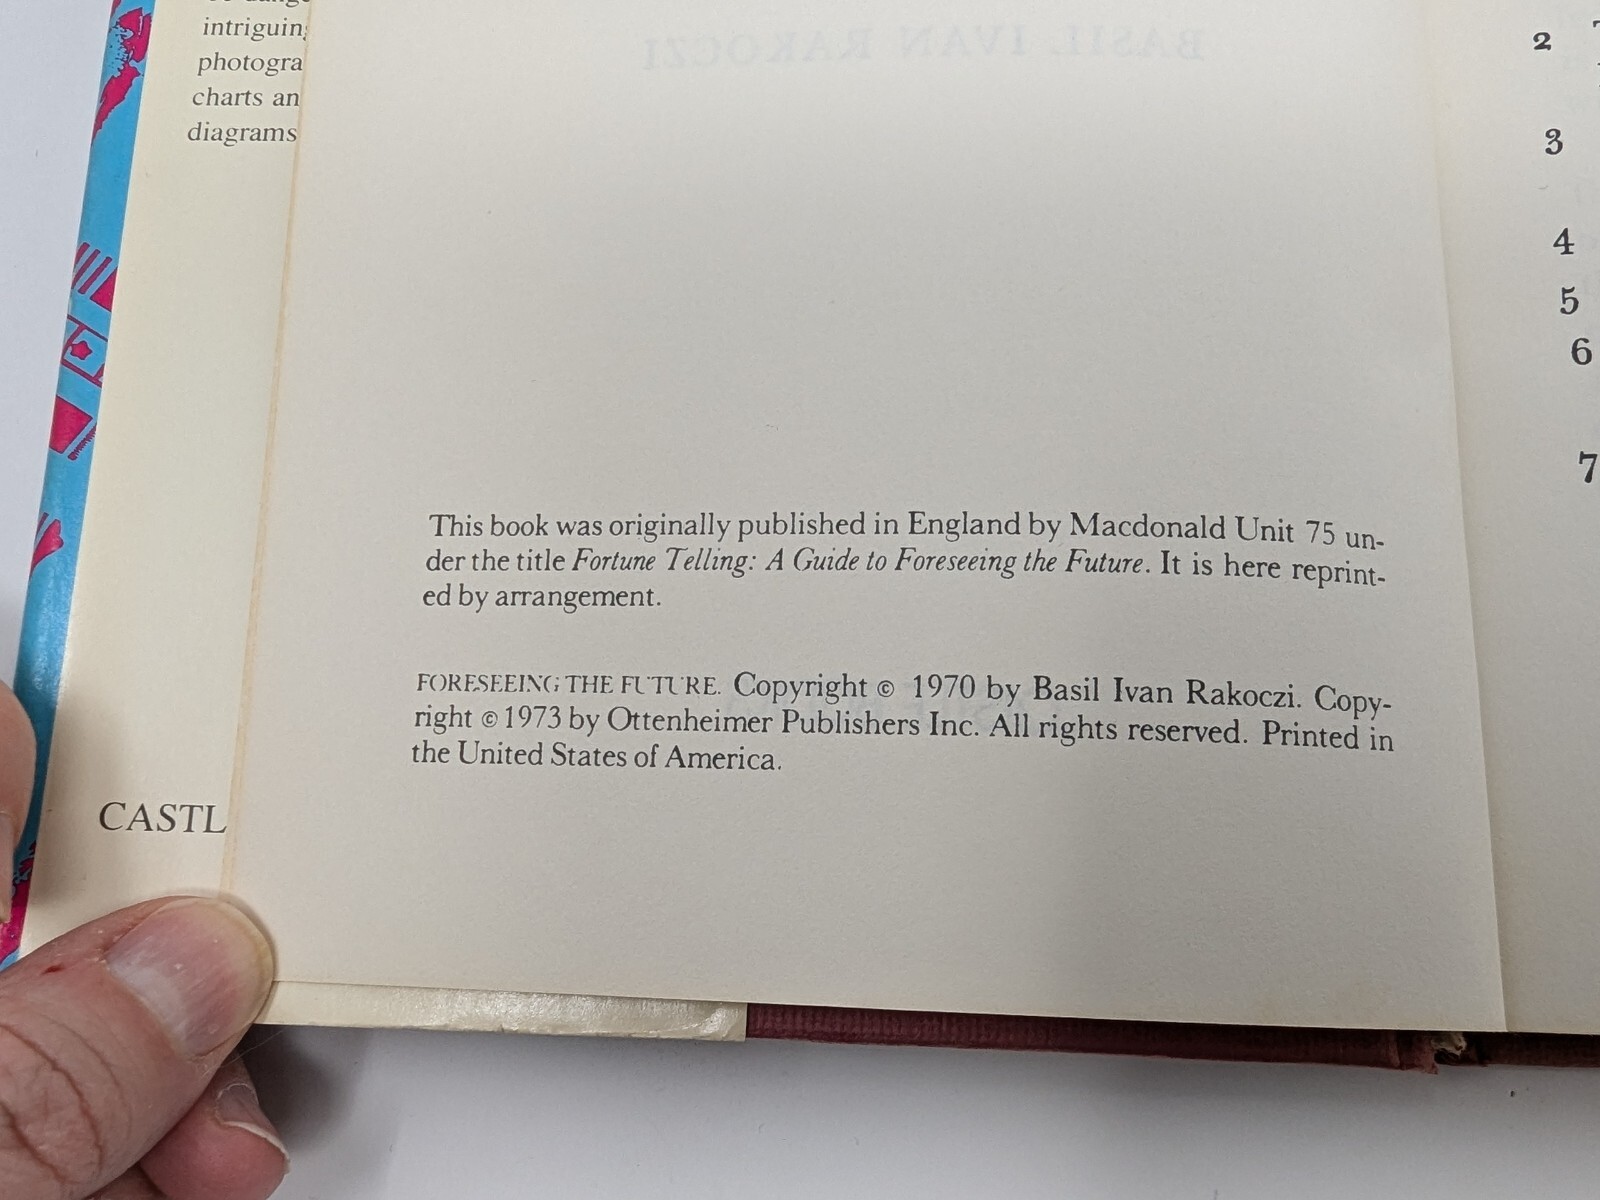 intriguing
photogra
charts an
diagrams
CASTL
BASIL IVAN RAKOCZI
This book was originally published in England by Macdonald Unit 75 un-
der the title Fortune Telling: A Guide to Foreseeing the Future. It is here reprint-
ed by arrangement.
FORESEEING THE FUTURE. Copyright © 1970 by Basil Ivan Rakoczi. Copy-
right © 1973 by Ottenheimer Publishers Inc. All rights reserved. Printed in
the United States of America.
2
3
4
5
6
7